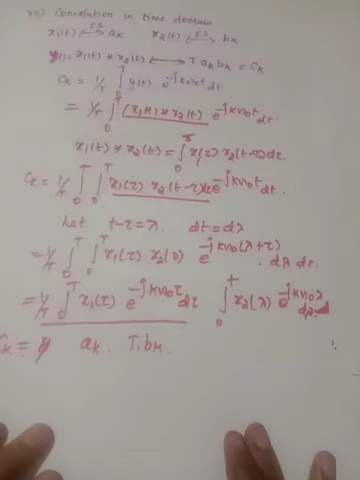 vii) Convolution in time domain
x₁(t) ←F.S→ aₖ x₂(t) ←F.S→ bₖ
y(t)= x₁(t) * x₂(t) ←→ T aₖ bₖ = Cₖ
Cₖ = 1/T ∫₀ᵀ y(t) e^(-jkω₀t) dt
= 1/T ∫₀ᵀ (x₁(t) * x₂(t)) e^(-jkω₀t) dt
x₁(t) * x₂(t) = ∫₀ᵀ x₁(τ) x₂(t-τ) dτ.
Cₖ = 1/T ∫₀ᵀ ∫₀ᵀ x₁(τ) x₂(t-τ) dτ e^(-jkω₀t) dt.
Let t-τ = λ. dt = dλ
= 1/T ∫₀ᵀ ∫₀ᵀ x₁(τ) x₂(λ) e^(-jkω₀(λ+τ)) . dλ dτ.
= 1/T ∫₀ᵀ x₁(τ) e^(-jkω₀τ) dτ ∫₀ᵀ x₂(λ) e^(-jkω₀λ) dλ
Cₖ = aₖ . T. bₖ.